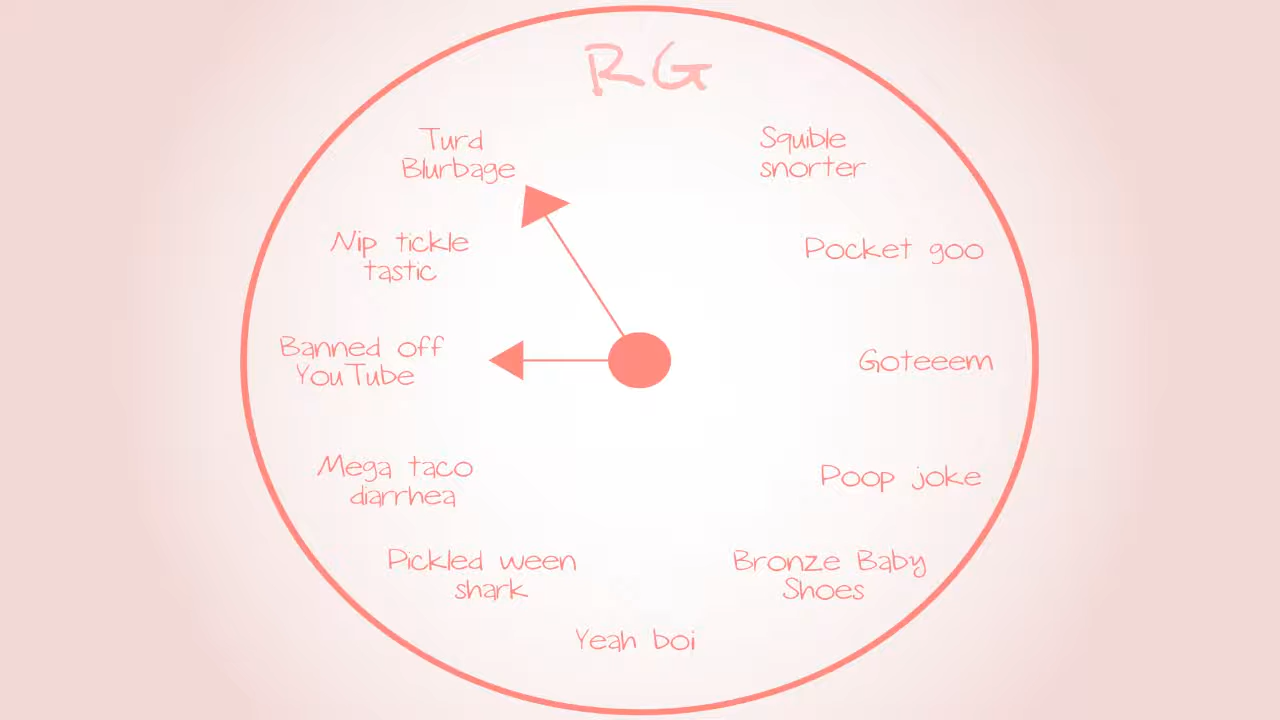 RG
Turd
Blurbage
Squible
snorter
Nip tickle
tastic
Pocket goo
Banned off
YouTube
Goteeem
Mega taco
diarrhea
Poop joke
Pickled ween
shark
Bronze Baby
Shoes
Yeah boi